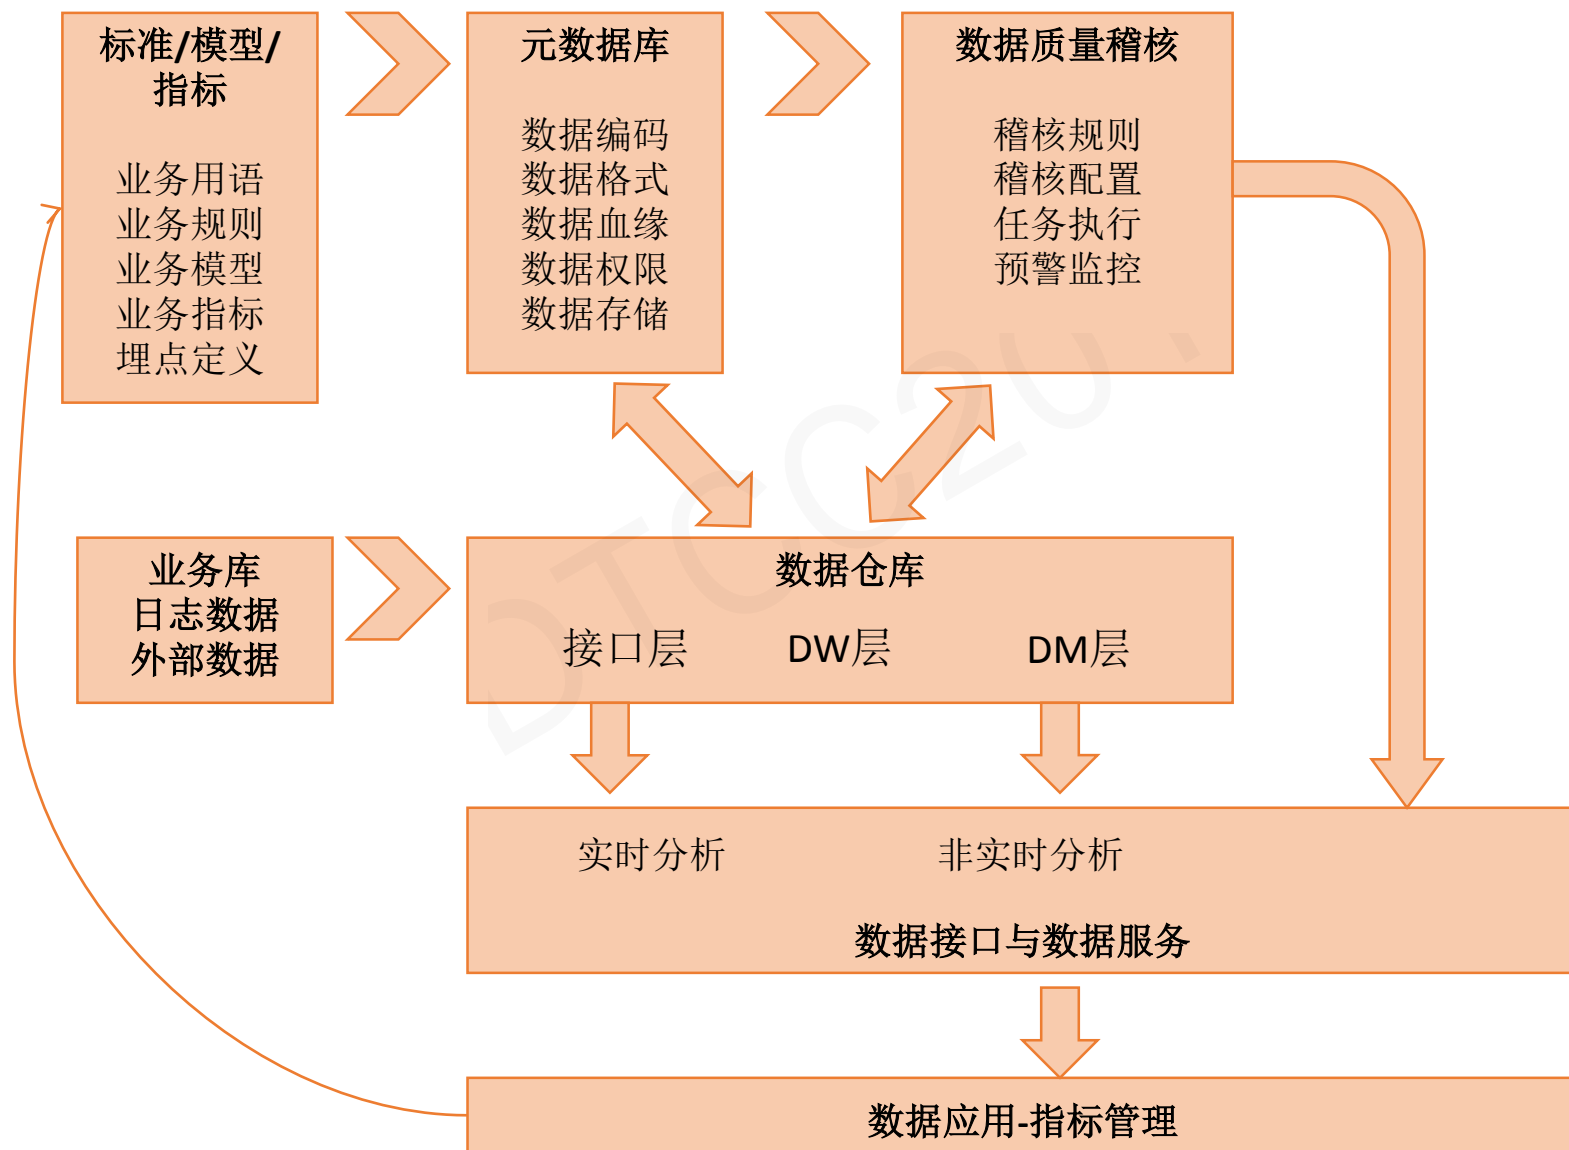 标准/模型/
指标
业务用语
业务规则
业务模型
业务指标
埋点定义
元数据库
数据编码
数据格式
数据血缘
数据权限
数据存储
数据质量稽核
稽核规则
稽核配置
任务执行
预警监控
业务库
日志数据
外部数据
数据仓库
接口层 DW层 DM层
实时分析 非实时分析
数据接口与数据服务
数据应用-指标管理